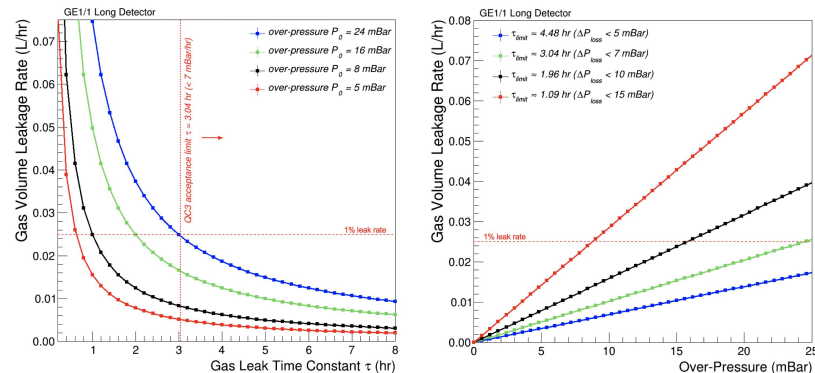 GE1/1 Long Detector
Gas Volume Leakage Rate (L/hr)
0.07
0.06
0.05
0.04
0.03
0.02
0.01
0.00
over-pressure P0 = 24 mBar
over-pressure P0 = 16 mBar
over-pressure P0 = 8 mBar
over-pressure P0 = 5 mBar
QC3 acceptance limit τ = 3.04 hr (< 7 mBar/hr)
1% leak rate
1 2 3 4 5 6 7 8
Gas Leak Time Constant τ (hr)
GE1/1 Long Detector
Gas Volume Leakage Rate (L/hr)
0.08
0.07
0.06
0.05
0.04
0.03
0.02
0.01
0.00
τlimit = 4.48 hr (ΔPloss < 5 mBar)
τlimit = 3.04 hr (ΔPloss < 7 mBar)
τlimit = 1.96 hr (ΔPloss < 10 mBar)
τlimit = 1.09 hr (ΔPloss < 15 mBar)
1% leak rate
0 5 10 15 20 25
Over-Pressure (mBar)